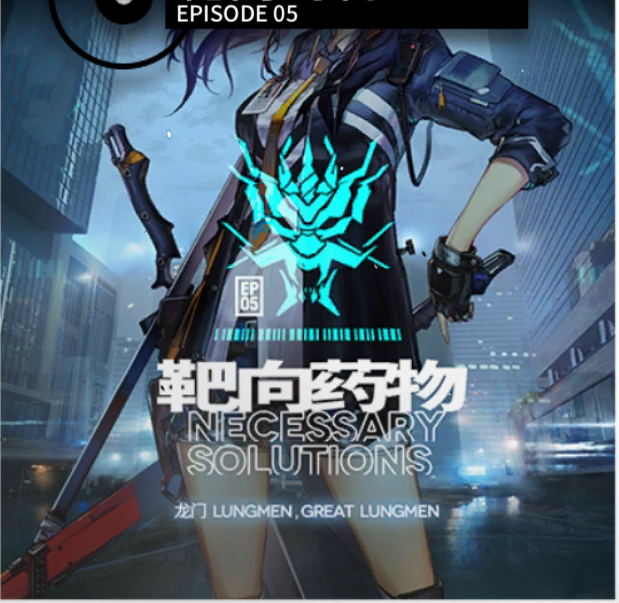 EPISODE 05
EP
05
靶向药物
NECESSARY
SOLUTIONS
龙门 LUNGMEN, GREAT LUNGMEN